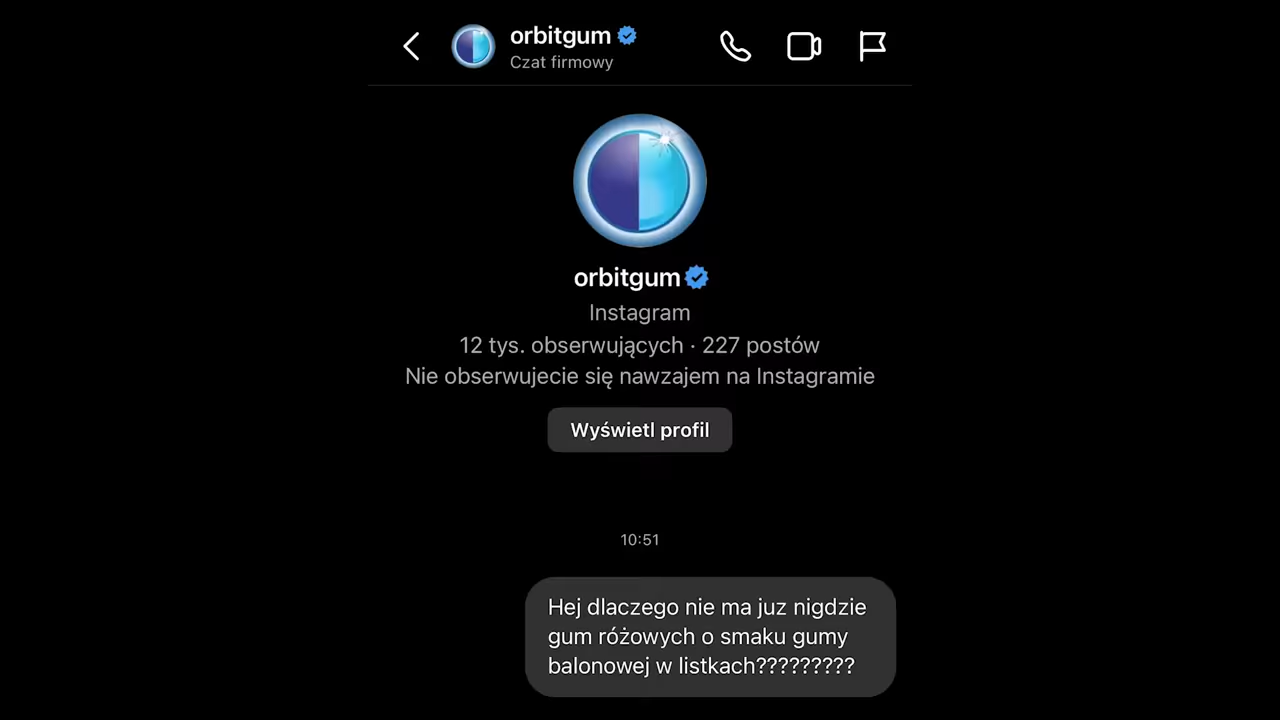 orbitgum
Czat firmowy
orbitgum
Instagram
12 tys. obserwujących · 227 postów
Nie obserwujecie się nawzajem na Instagramie
Wyświetl profil
10:51
Hej dlaczego nie ma juz nigdzie
gum różowych o smaku gumy
balonowej w listkach?????????